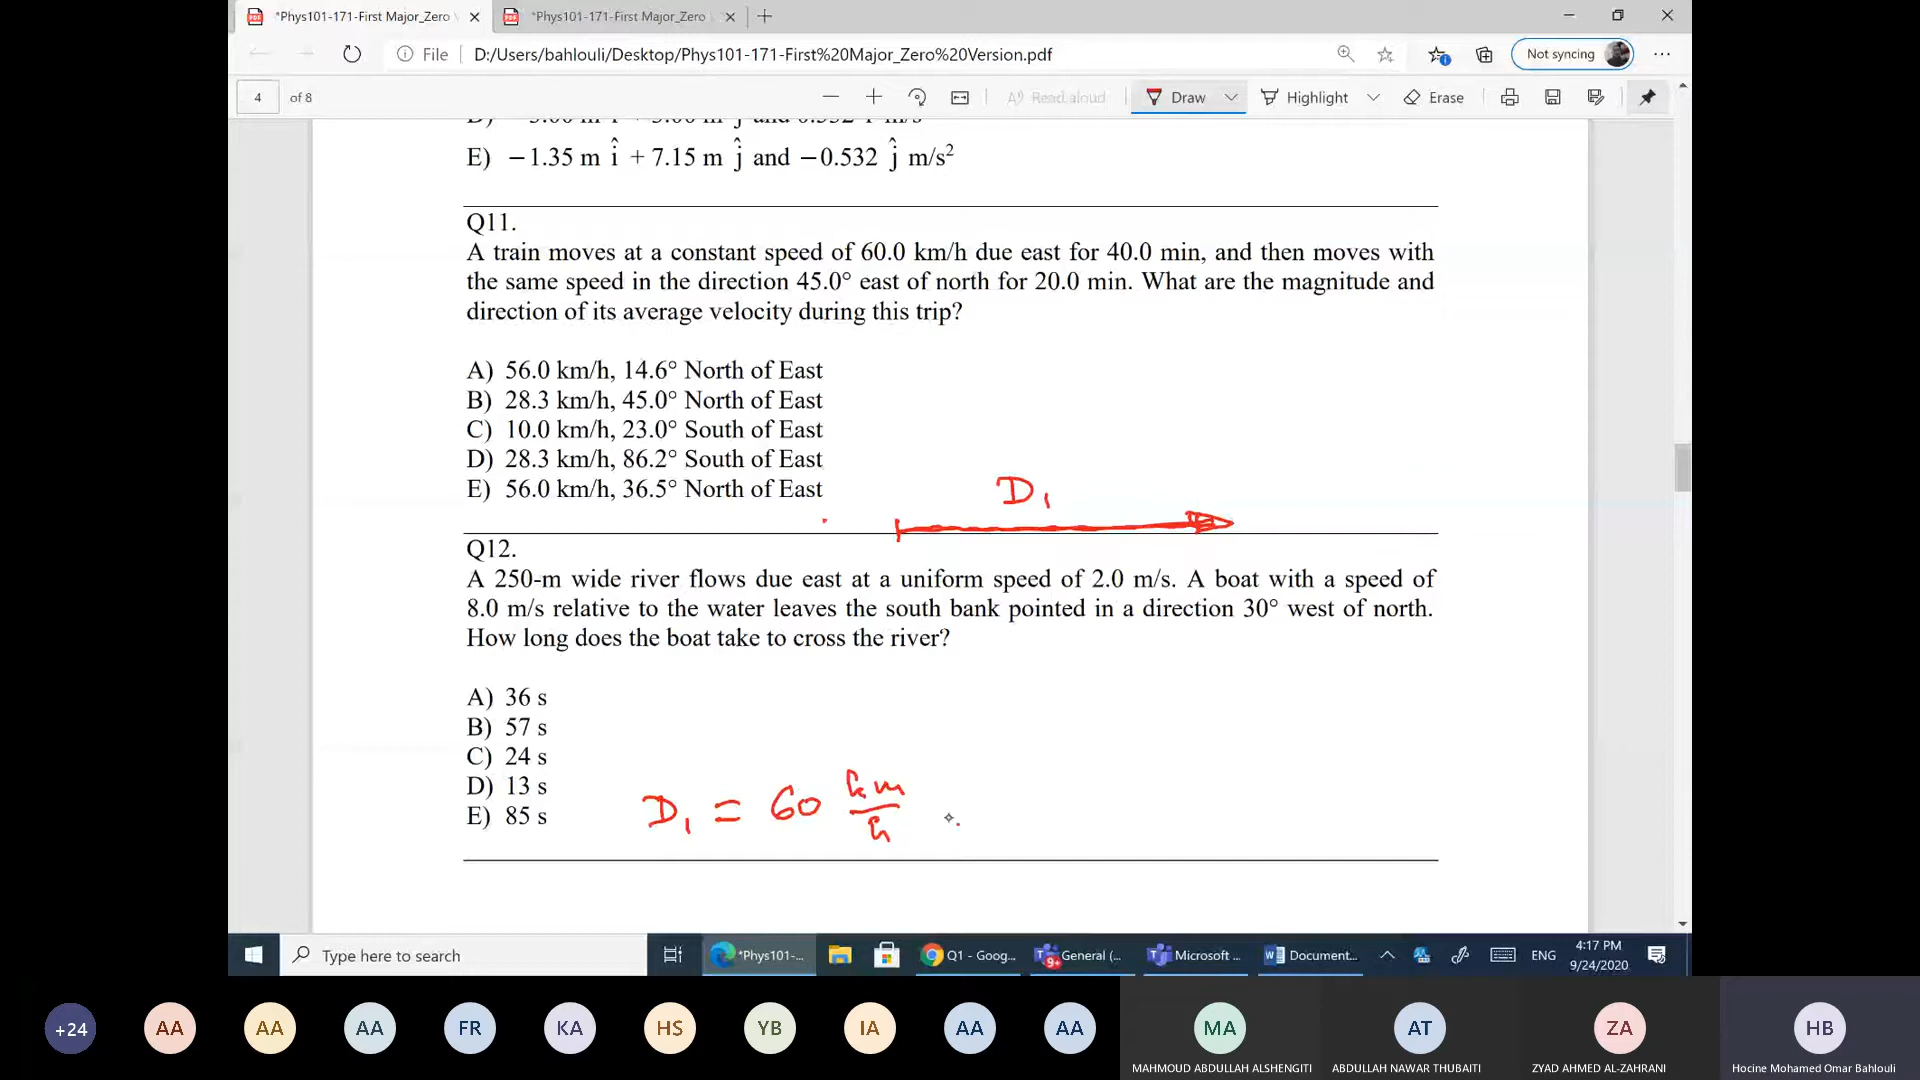 *Phys101-171-First Major_Zero
*Phys101-171-First Major_Zero
File
D:/Users/bahlouli/Desktop/Phys101-171-First%20Major_Zero%20Version.pdf
Not syncing
4 of 8
Read aloud
Draw
Highlight
Erase
E) −1.35 m î + 7.15 m ĵ and −0.532 ĵ m/s²
Q11.
A train moves at a constant speed of 60.0 km/h due east for 40.0 min, and then moves with
the same speed in the direction 45.0° east of north for 20.0 min. What are the magnitude and
direction of its average velocity during this trip?
A) 56.0 km/h, 14.6° North of East
B) 28.3 km/h, 45.0° North of East
C) 10.0 km/h, 23.0° South of East
D) 28.3 km/h, 86.2° South of East
E) 56.0 km/h, 36.5° North of East
D₁
Q12.
A 250-m wide river flows due east at a uniform speed of 2.0 m/s. A boat with a speed of
8.0 m/s relative to the water leaves the south bank pointed in a direction 30° west of north.
How long does the boat take to cross the river?
A) 36 s
B) 57 s
C) 24 s
D) 13 s
E) 85 s
D₁ = 60 km/h
Type here to search
*Phys101-...
Q1 - Goog...
9+
General (...
Microsoft ...
Document...
ENG
4:17 PM
9/24/2020
+24
AA
AA
AA
FR
KA
HS
YB
IA
AA
AA
MA
AT
ZA
HB
MAHMOUD ABDULLAH ALSHENGITI
ABDULLAH NAWAR THUBAITI
ZYAD AHMED AL-ZAHRANI
Hocine Mohamed Omar Bahlouli